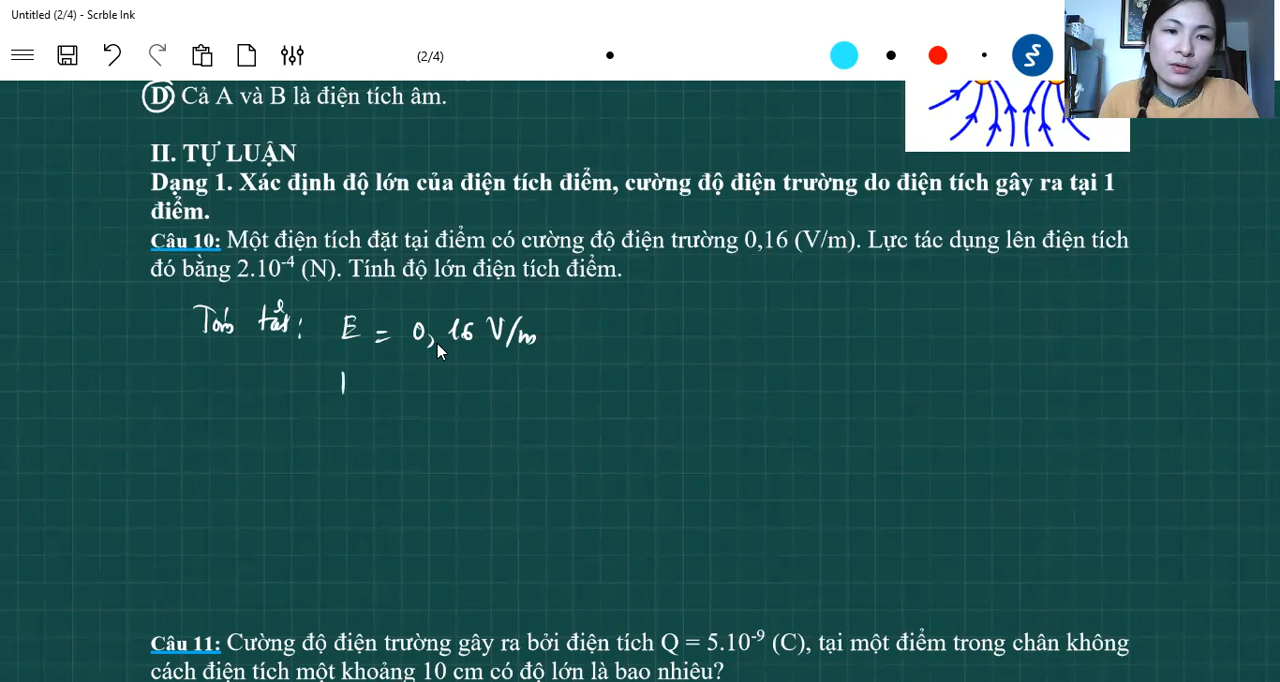 Untitled (2/4) - Scrble Ink
(2/4)
D) Cả A và B là điện tích âm.
II. TỰ LUẬN
Dạng 1. Xác định độ lớn của điện tích điểm, cường độ điện trường do điện tích gây ra tại 1
điểm.
Câu 10: Một điện tích đặt tại điểm có cường độ điện trường 0,16 (V/m). Lực tác dụng lên điện tích
đó bằng 2.10⁻⁴ (N). Tính độ lớn điện tích điểm.
Tóm tắt: E = 0,16 V/m
Câu 11: Cường độ điện trường gây ra bởi điện tích Q = 5.10⁻⁹ (C), tại một điểm trong chân không
cách điện tích một khoảng 10 cm có độ lớn là bao nhiêu?